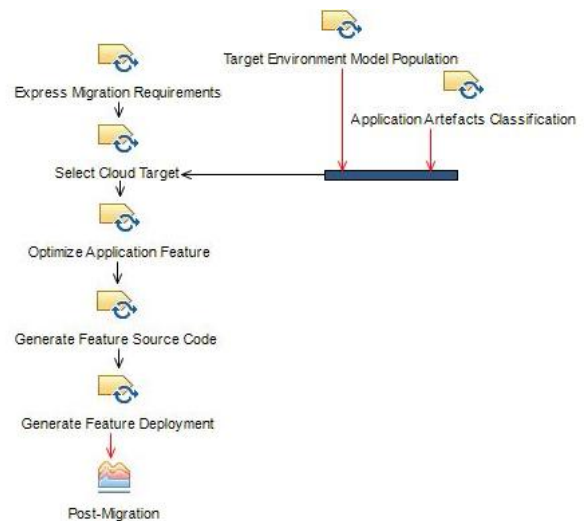 Target Environment Model Population
Express Migration Requirements
Application Artefacts Classification
Select Cloud Target
Optimize Application Feature
Generate Feature Source Code
Generate Feature Deployment
Post-Migration